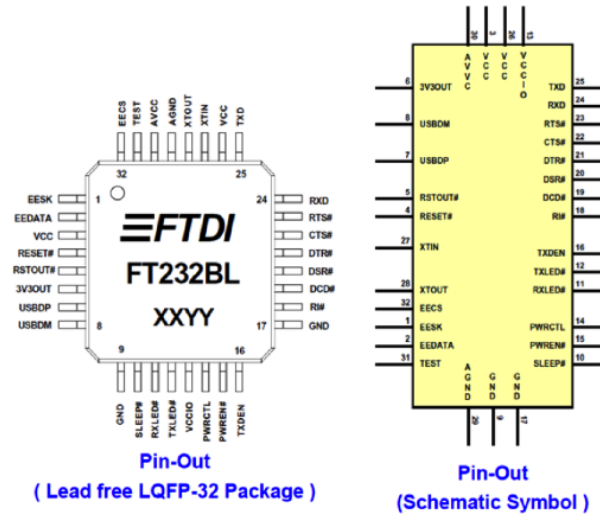 EECS
TEST
AVCC
AGND
XTOUT
XTIN
VCC
TXD
32
25
1
24
EESK
EEDATA
VCC
RESET#
RSTOUT#
3V3OUT
USBDP
USBDM
FTDI
FT232BL
XXYY
RXD
RTS#
CTS#
DTR#
DSR#
DCD#
RI#
GND
8
17
9
16
GND
SLEEP#
RXLED#
TXLED#
VCCIO
PWRCTL
PWREN#
TXDEN
Pin-Out
( Lead free LQFP-32 Package )
30
3
26
13
AVVC
VCC
VCC
VCCIO
6 3V3OUT
8 USBDM
7 USBDP
5 RSTOUT#
4 RESET#
27 XTIN
28 XTOUT
32 EECS
1 EESK
2 EEDATA
31 TEST
TXD 25
RXD 24
RTS# 23
CTS# 22
DTR# 21
DSR# 20
DCD# 19
RI# 18
TXDEN 16
TXLED# 12
RXLED# 11
PWRCTL 14
PWREN# 15
SLEEP# 10
AGND
GND
GND
29
9
17
Pin-Out
(Schematic Symbol )